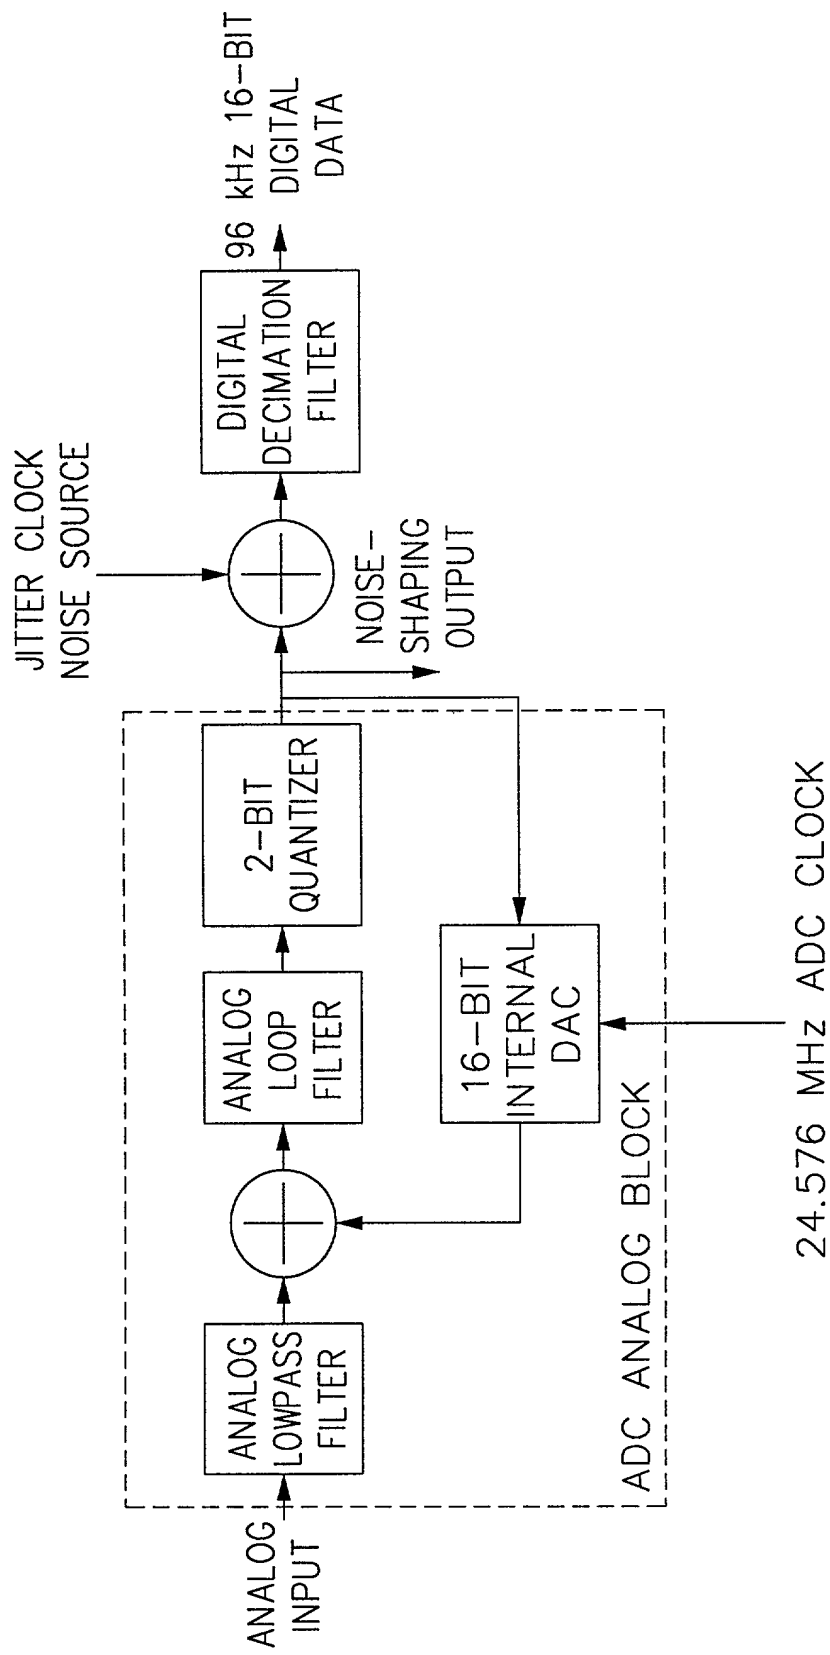 ANALOG
INPUT
ANALOG
LOWPASS
FILTER
ANALOG
LOOP
FILTER
2-BIT
QUANTIZER
16-BIT
INTERNAL
DAC
ADC ANALOG BLOCK
24.576 MHz ADC CLOCK
JITTER CLOCK
NOISE SOURCE
NOISE-
SHAPING
OUTPUT
DIGITAL
DECIMATION
FILTER
96 kHz 16-BIT
DIGITAL
DATA